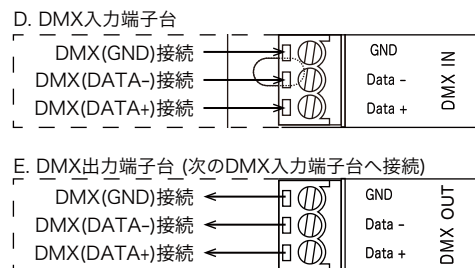 D. DMX入力端子台
DMX(GND)接続
GND
DMX(DATA-)接続
Data -
DMX(DATA+)接続
Data +
DMX IN
E. DMX出力端子台 (次のDMX入力端子台へ接続)
DMX(GND)接続
GND
DMX(DATA-)接続
Data -
DMX(DATA+)接続
Data +
DMX OUT